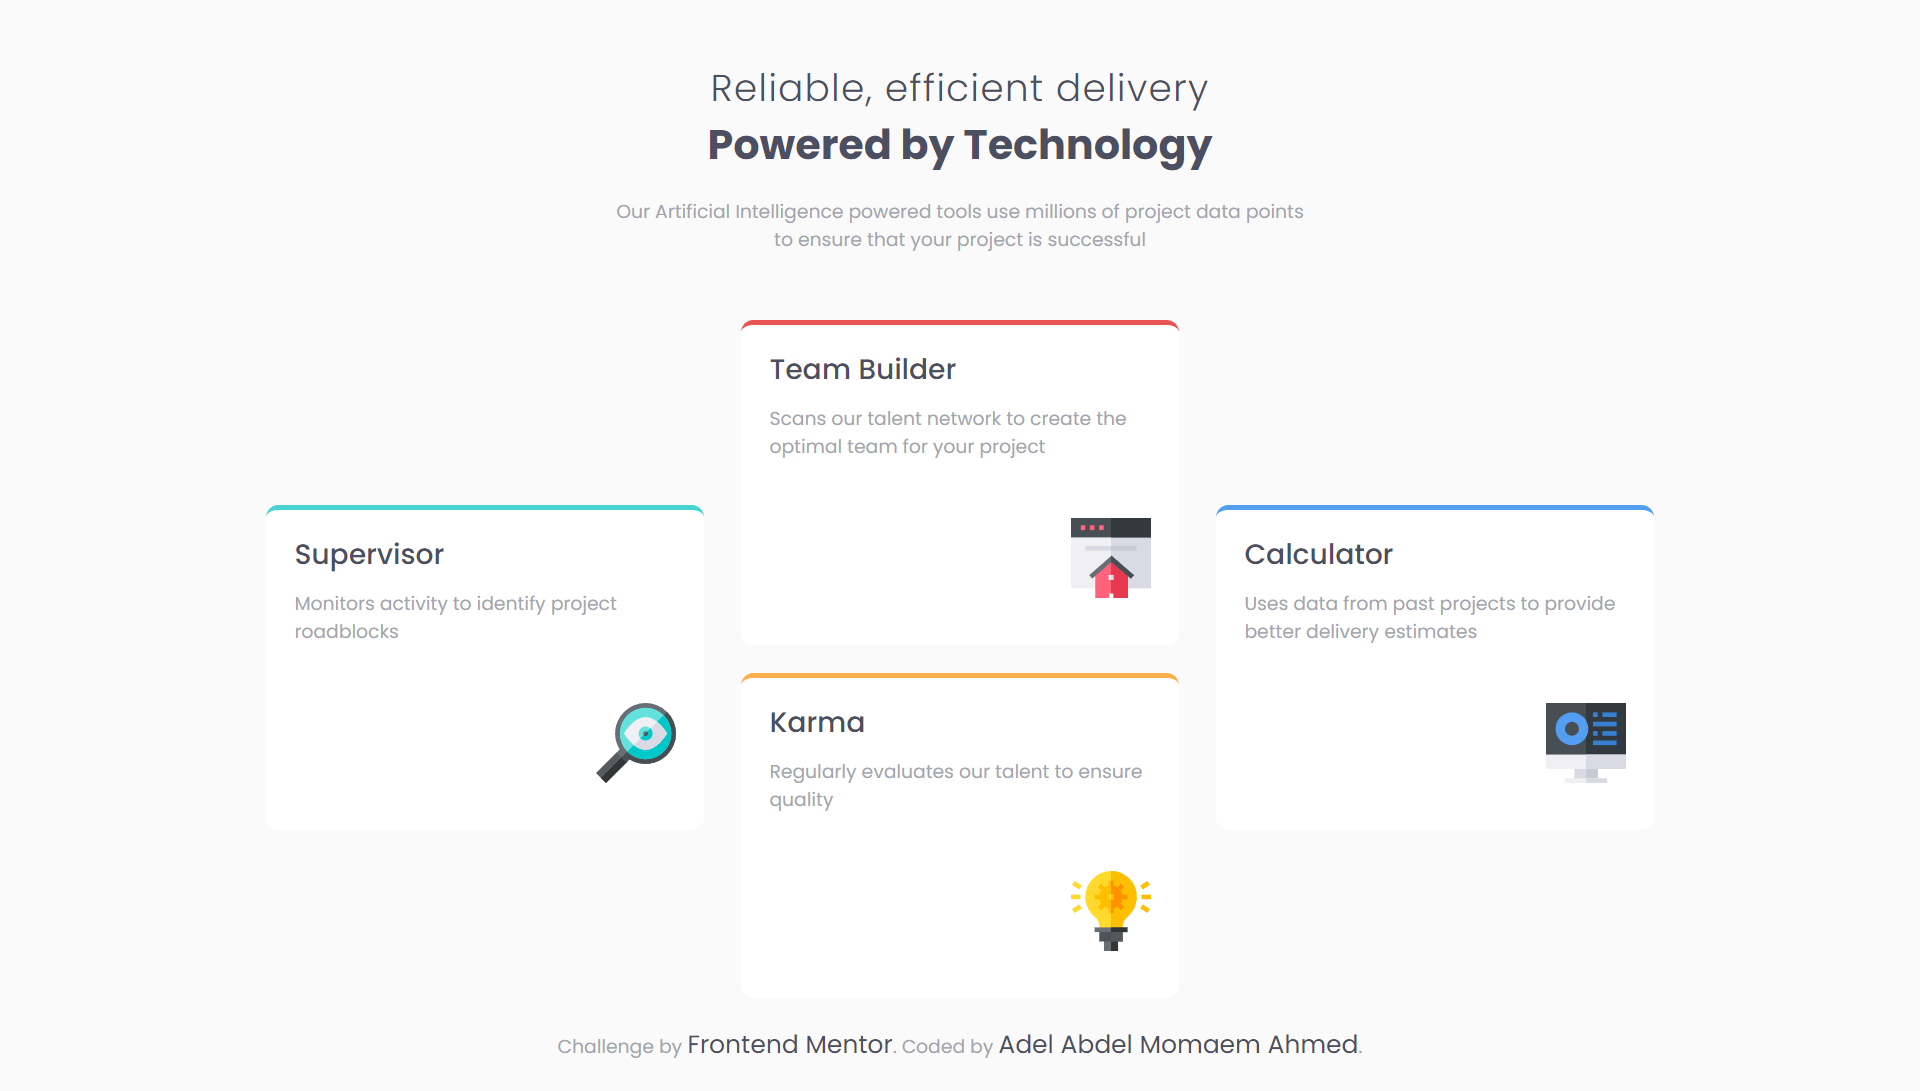 Reliable, efficient delivery
Powered by Technology
Our Artificial Intelligence powered tools use millions of project data points
to ensure that your project is successful
Team Builder
Scans our talent network to create the
optimal team for your project
Supervisor
Monitors activity to identify project
roadblocks
Calculator
Uses data from past projects to provide
better delivery estimates
Karma
Regularly evaluates our talent to ensure
quality
Challenge by Frontend Mentor. Coded by Adel Abdel Momaem Ahmed.